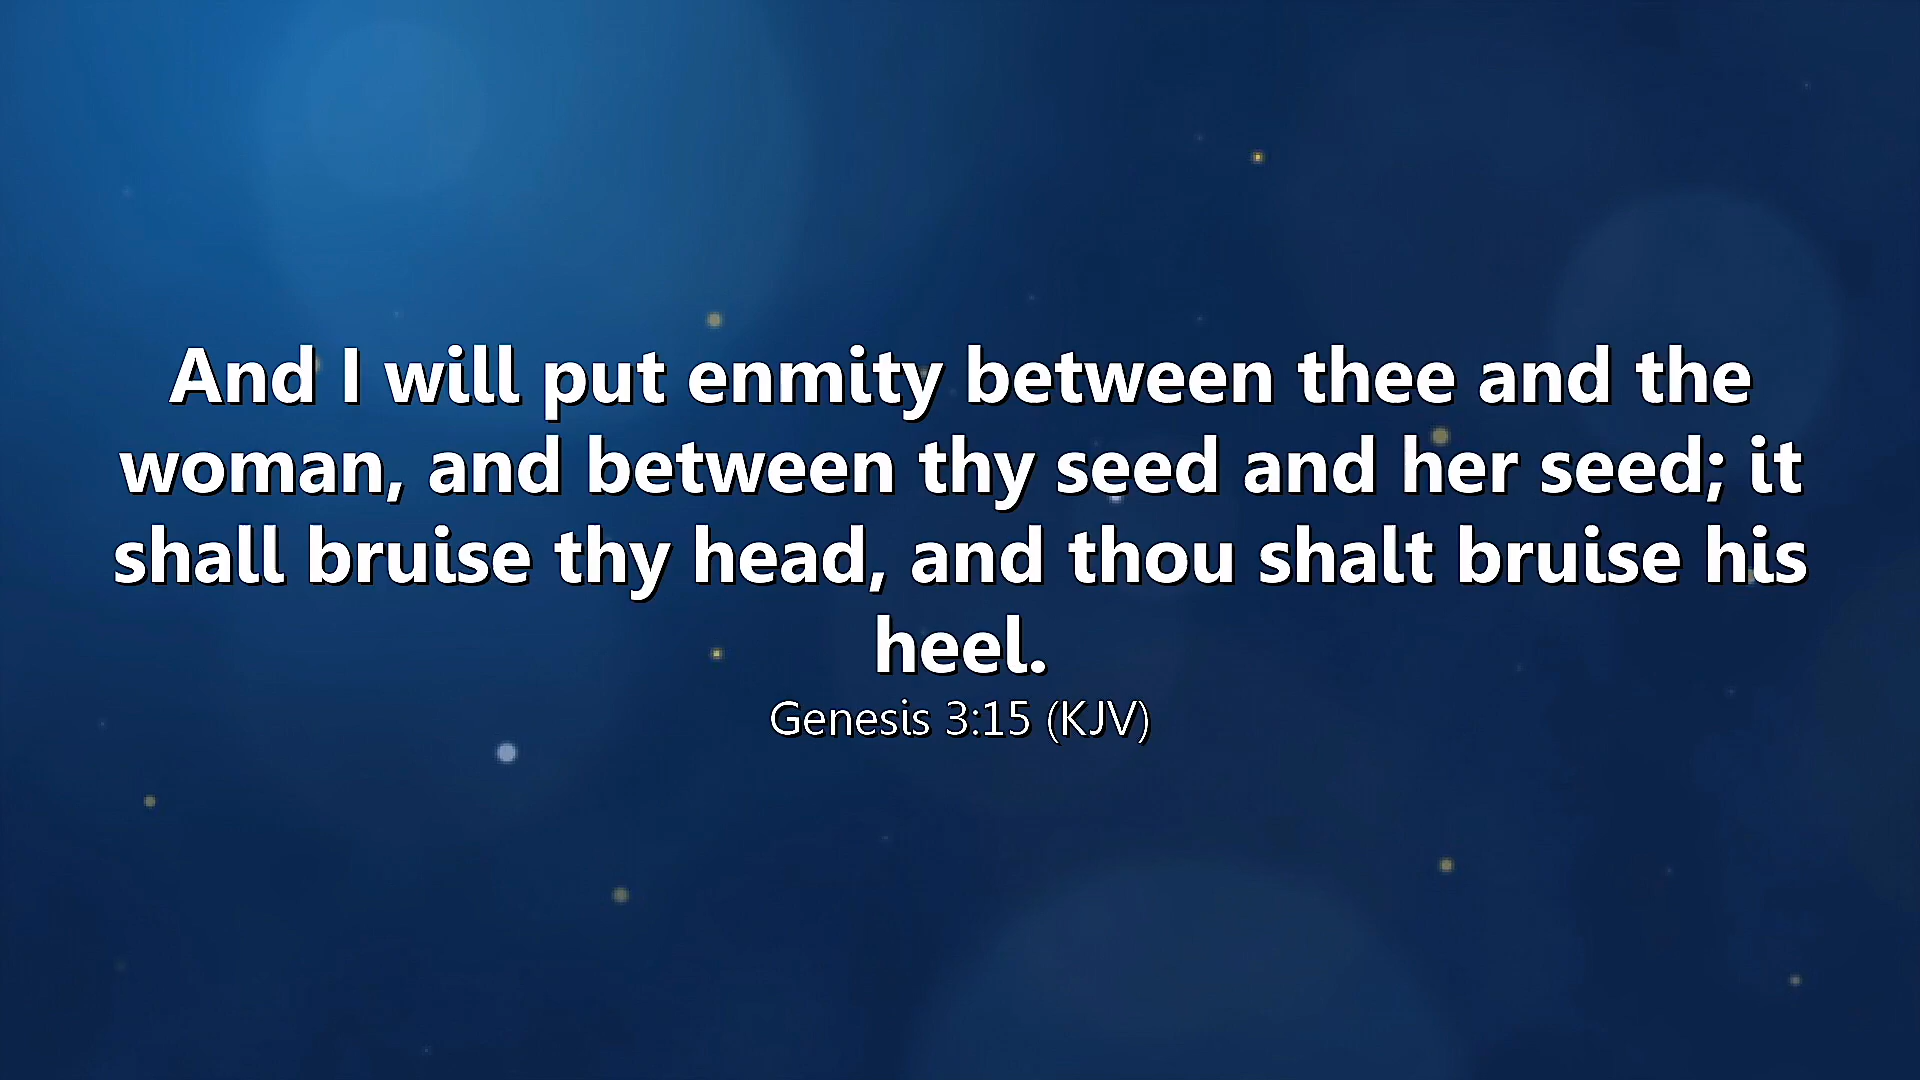 And I will put enmity between thee and the
woman, and between thy seed and her seed; it
shall bruise thy head, and thou shalt bruise his
heel.
Genesis 3:15 (KJV)